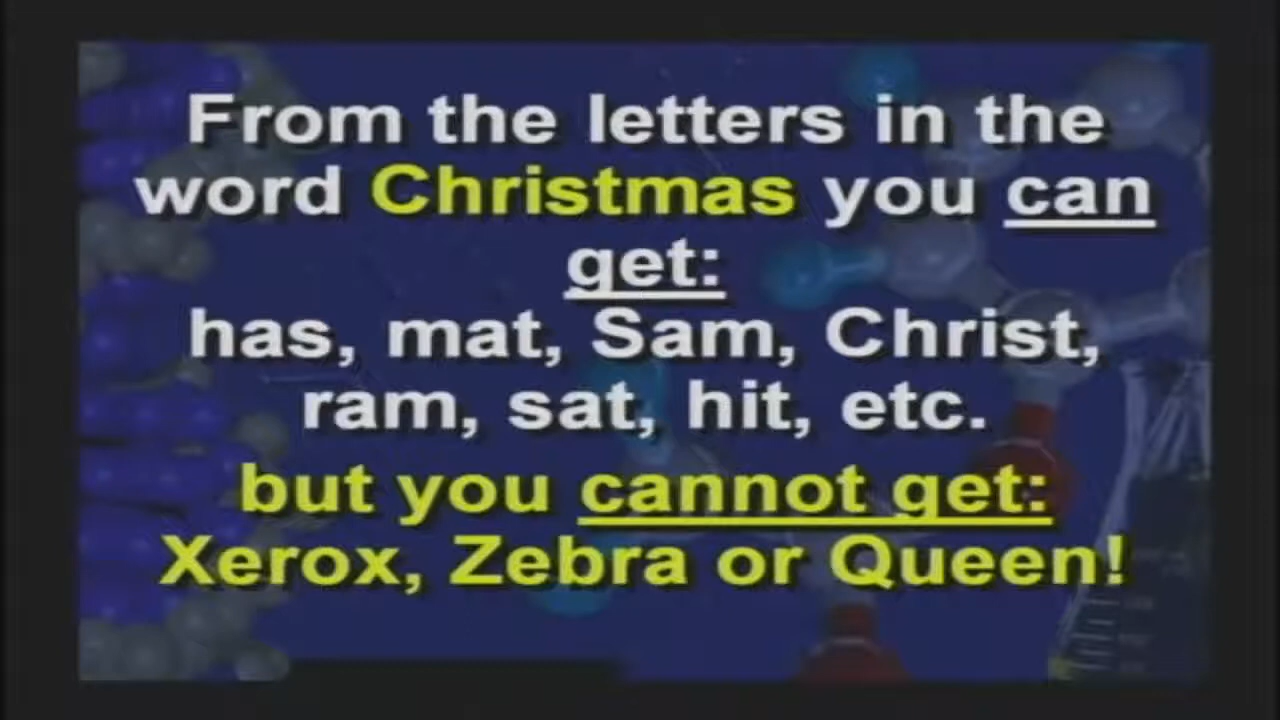 From the letters in the
word Christmas you can
get:
has, mat, Sam, Christ,
ram, sat, hit, etc.
but you cannot get:
Xerox, Zebra or Queen!